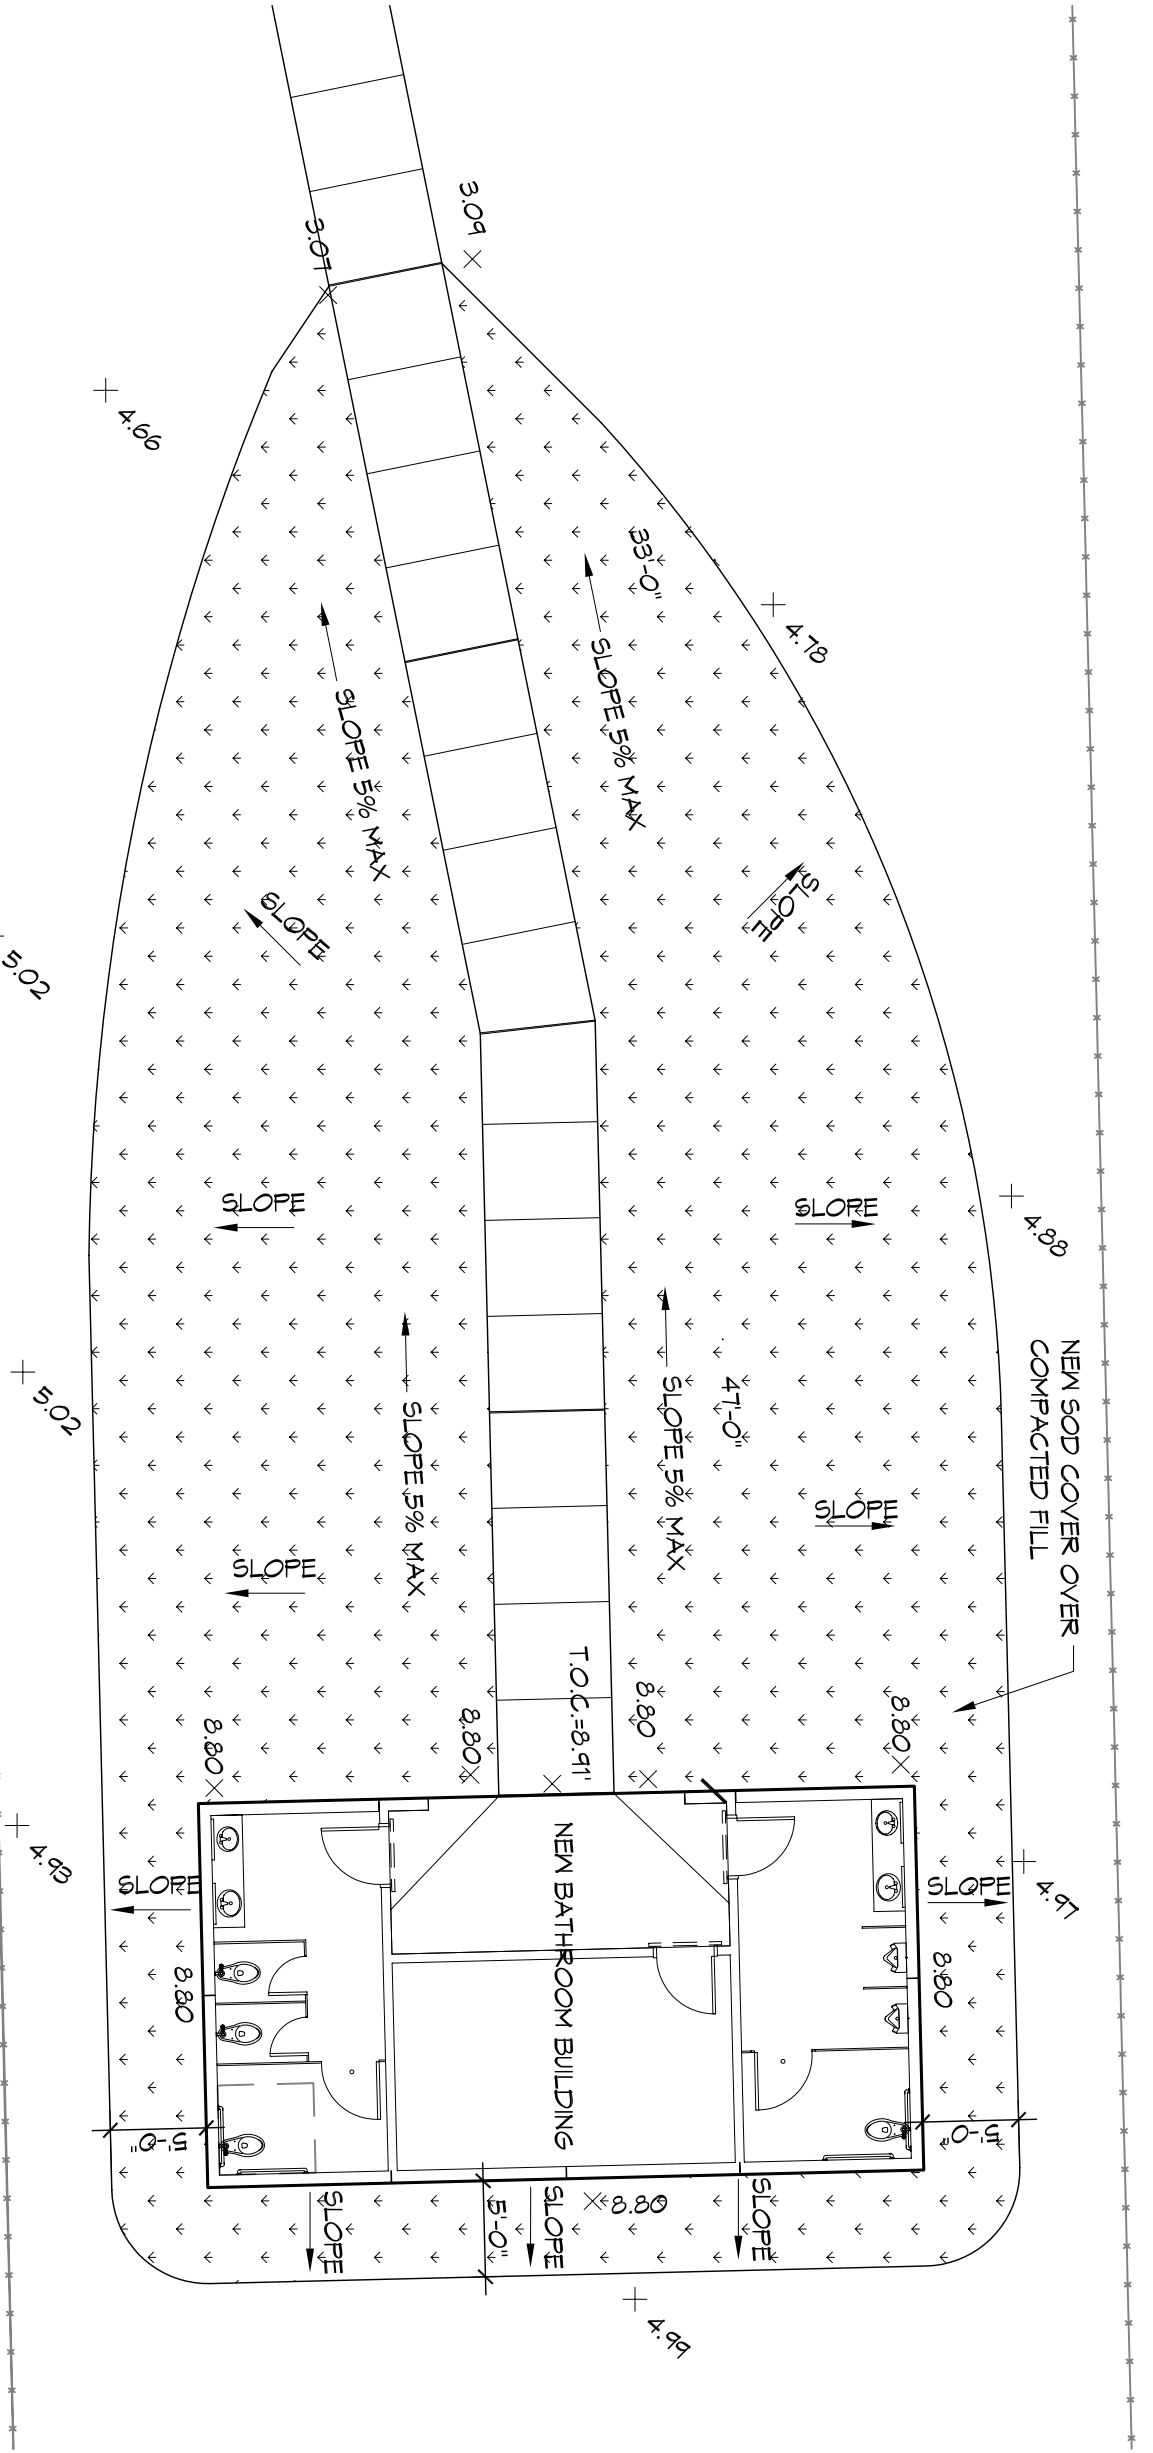 3.09
3.07
4.66
33'-0"
4.78
SLOPE 5% MAX
SLOPE 5% MAX
SLOPE
SLOPE
5.02
SLOPE
SLOPE
4.88
NEW SOD COVER OVER
COMPACTED FILL
5.02
47'-0"
SLOPE 5% MAX
SLOPE 5% MAX
SLOPE
SLOPE
T.O.C.=8.91'
8.80
8.80
8.80
8.80
NEW BATHROOM BUILDING
4.93
SLOPE
SLOPE
4.97
8.80
8.80
5'-0"
5'-0"
SLOPE
5'-0"
SLOPE
8.80
SLOPE
4.99